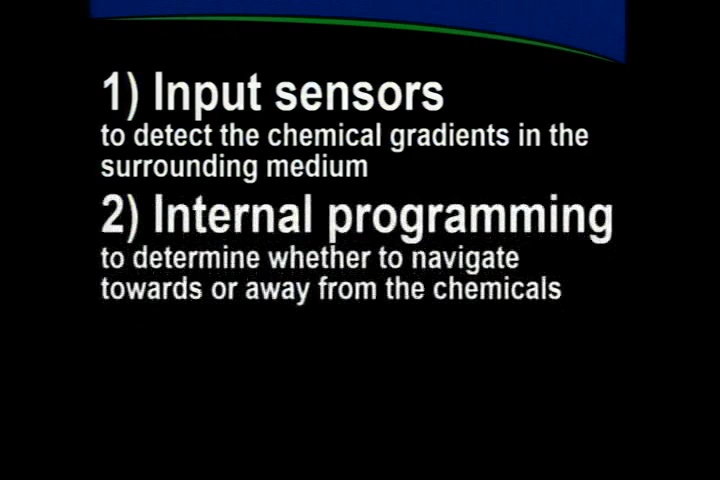 1) Input sensors
to detect the chemical gradients in the
surrounding medium
2) Internal programming
to determine whether to navigate
towards or away from the chemicals